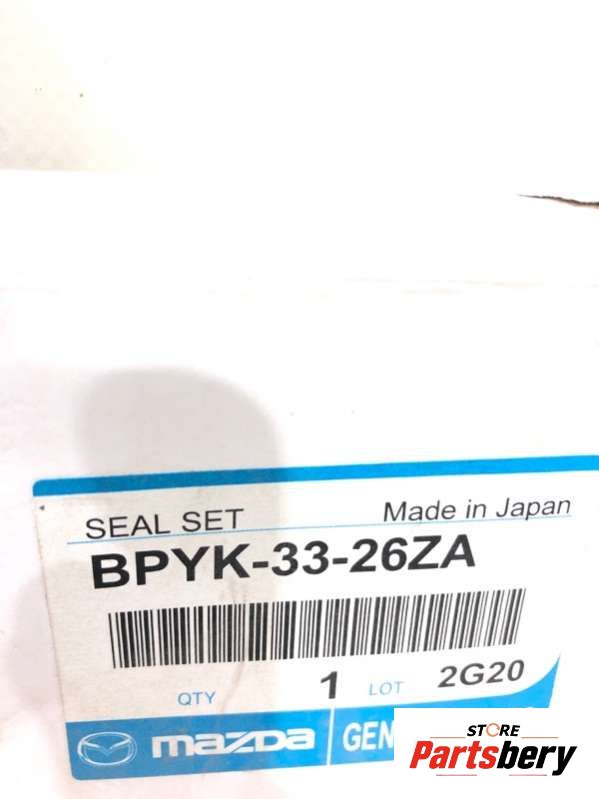 SEAL SET Made in Japan
BPYK-33-26ZA
QTY 1 LOT 2G20
mazda GEN
STORE
Partsbery